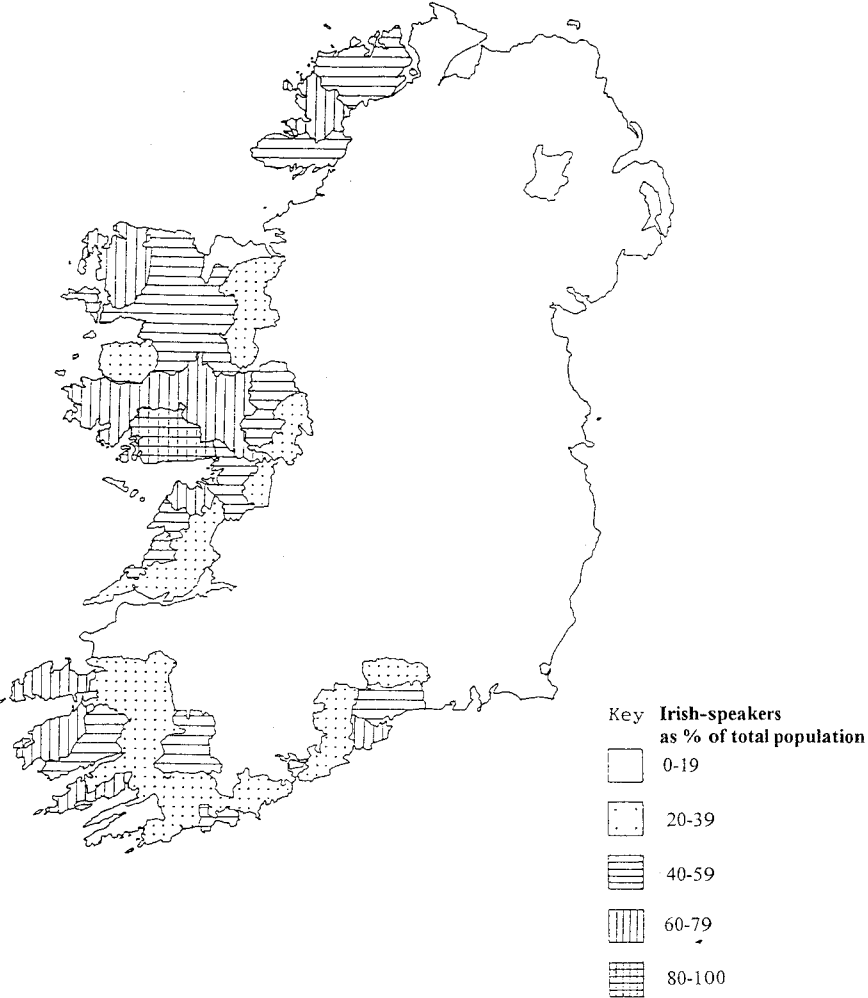 Key Irish-speakers
as % of total population
0-19
20-39
40-59
60-79
80-100